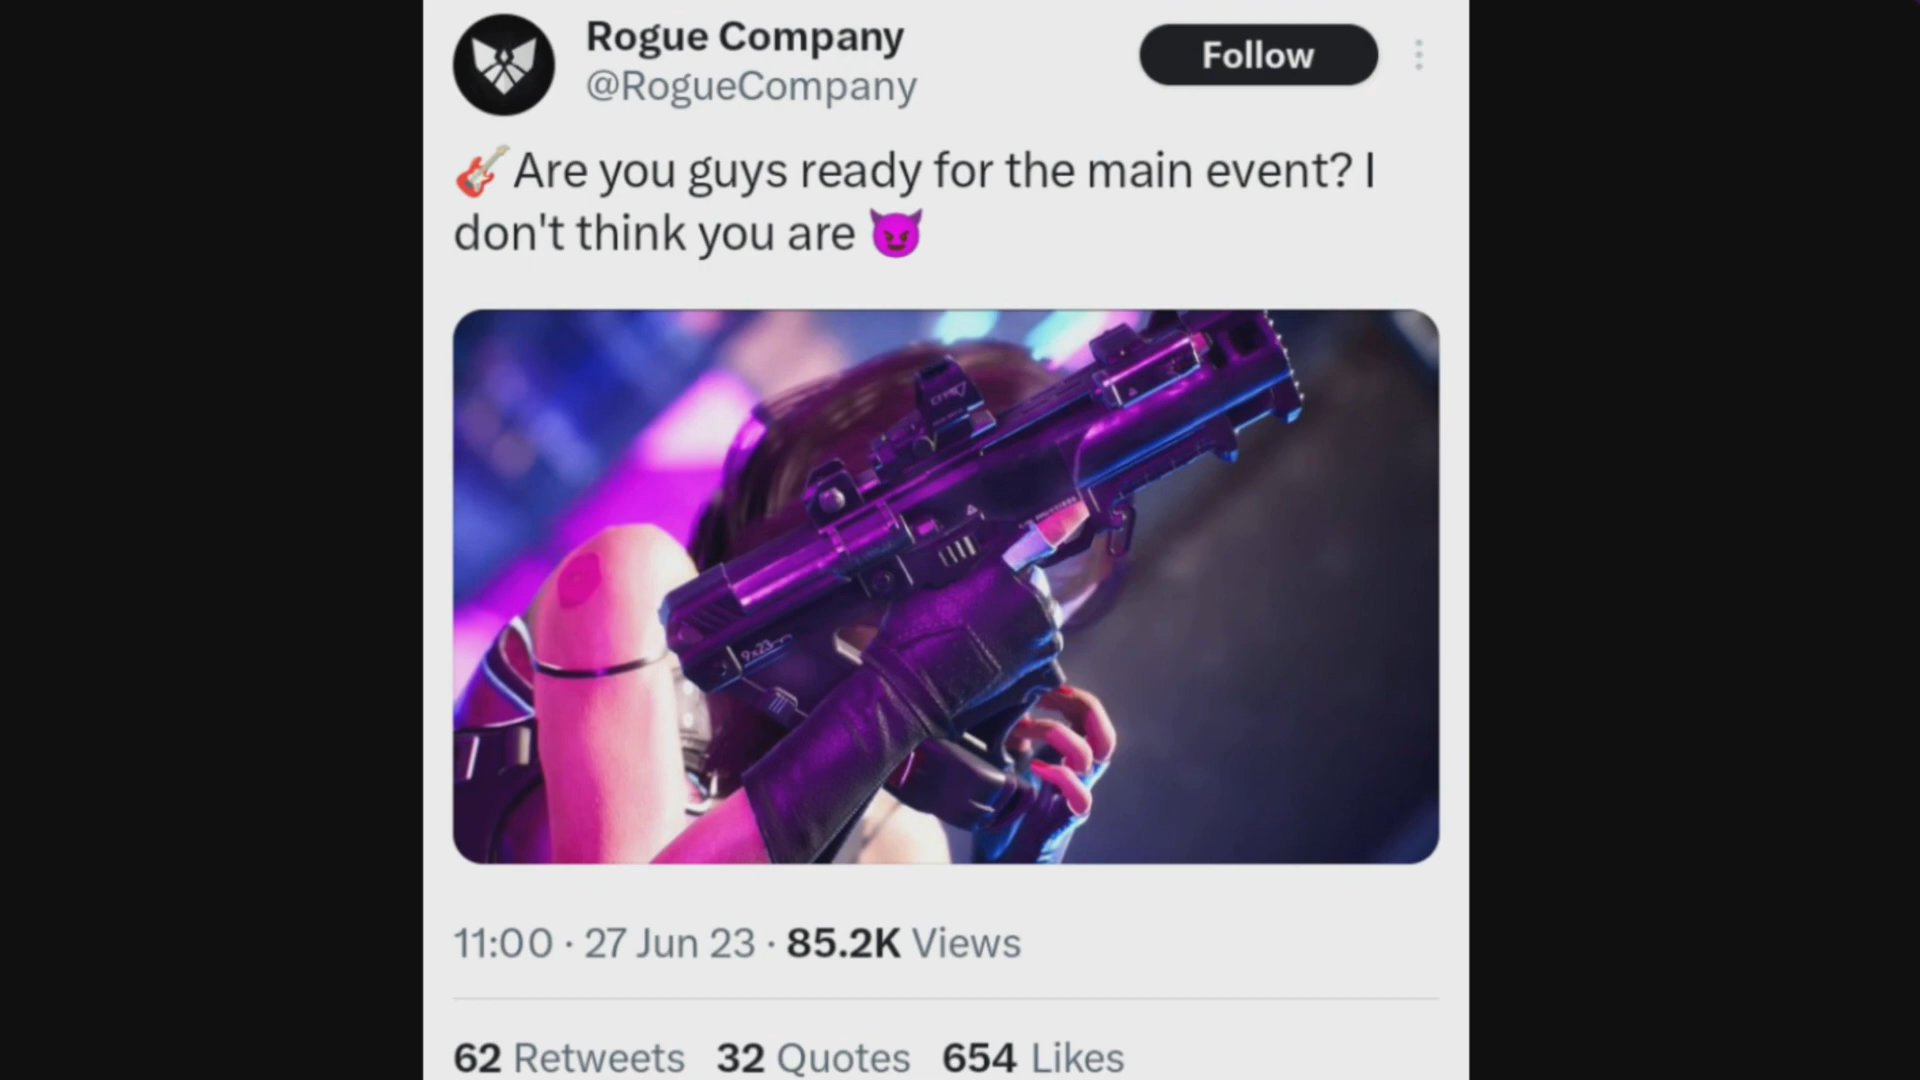 Rogue Company
@RogueCompany
Follow
🎸 Are you guys ready for the main event? I
don't think you are 😈
9x23
11:00 · 27 Jun 23 · 85.2K Views
62 Retweets 32 Quotes 654 Likes